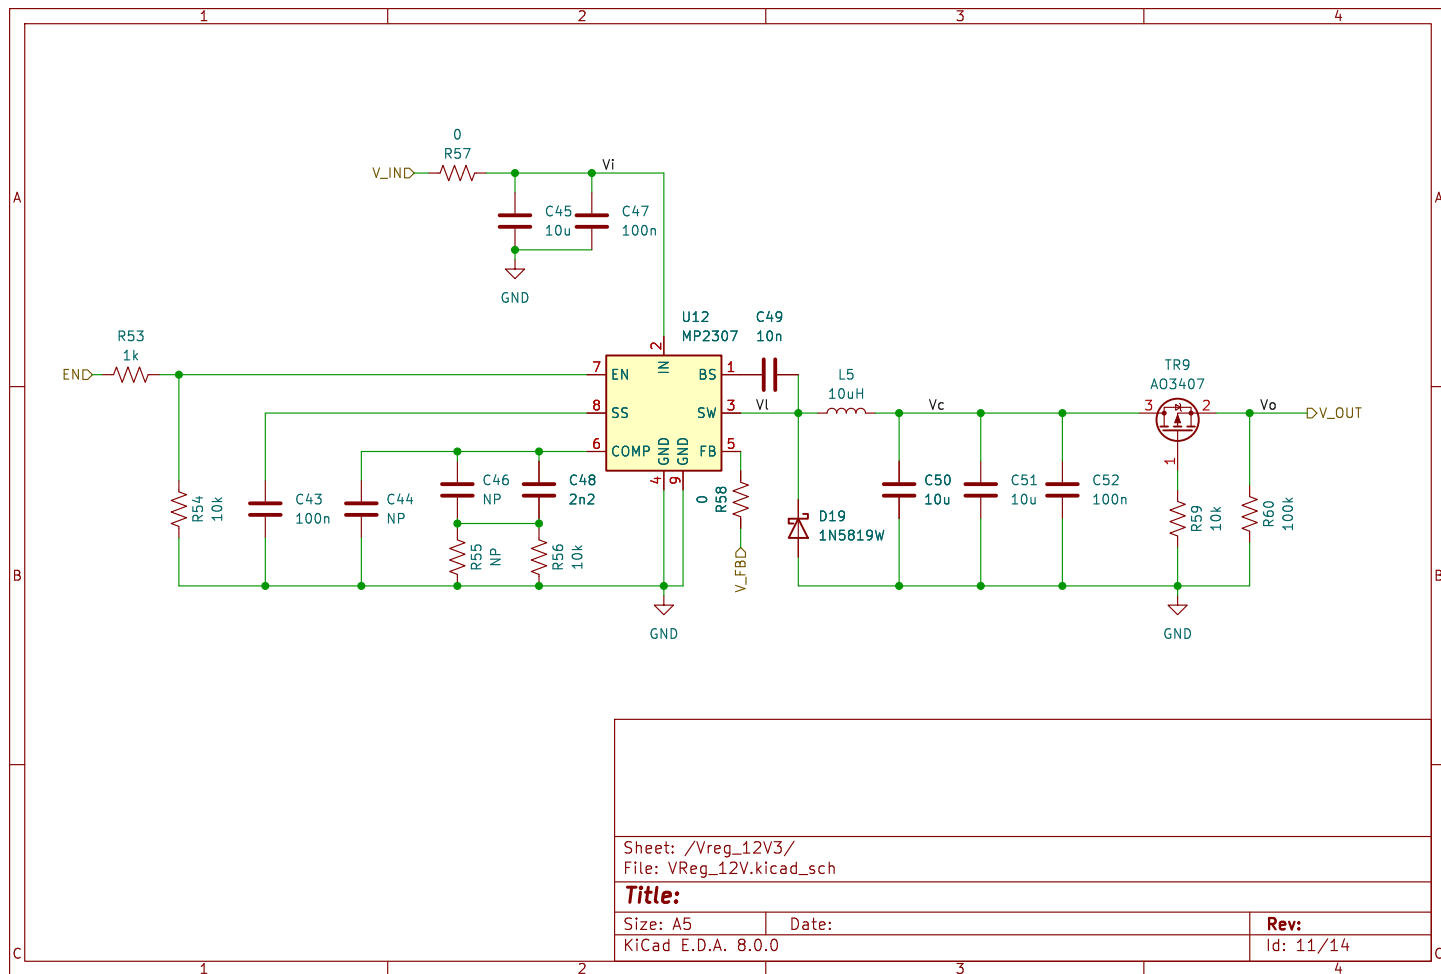 1 2 3 4
A A
B B
C C
0
R57
V_IN
Vi
C45
10u
C47
100n
GND
R53
1k
EN
U12
MP2307
2
IN
7 EN
8 SS
6 COMP
BS 1
SW 3
FB 5
GND
GND
4
9
C49
10n
Vl
L5
10uH
Vc
TR9
AO3407
3
2
1
Vo
V_OUT
R54
10k
C43
100n
C44
NP
C46
NP
C48
2n2
R55
NP
R56
10k
0
R58
V_FB
D19
1N5819W
C50
10u
C51
10u
C52
100n
R59
10k
R60
100k
GND
GND
Sheet: /Vreg_12V3/
File: VReg_12V.kicad_sch
Title:
Size: A5 Date: Rev:
KiCad E.D.A. 8.0.0 Id: 11/14
1 2 3 4